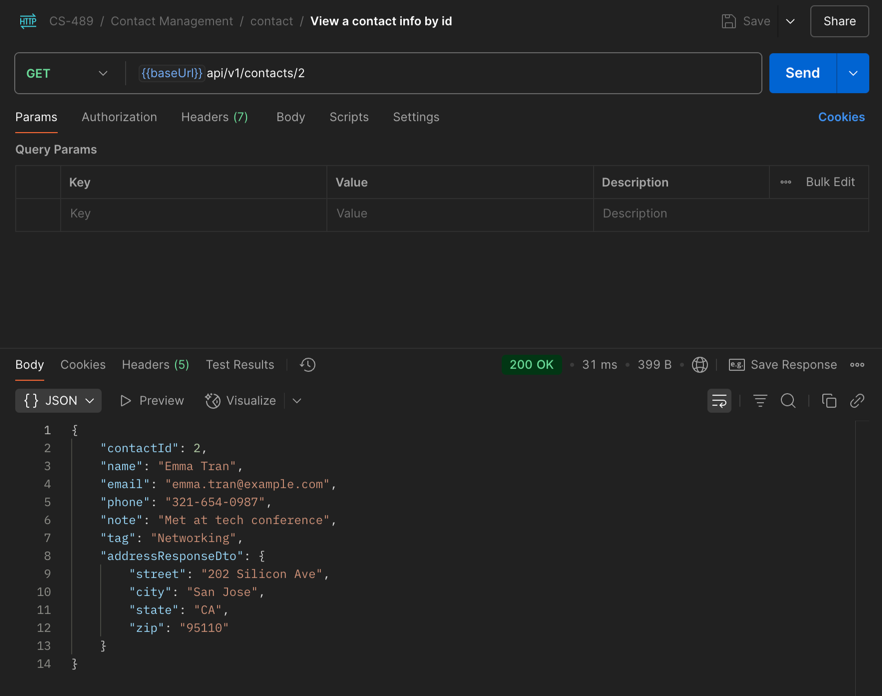 HTTP CS-489 / Contact Management / contact / View a contact info by id Save Share
GET {{baseUrl}} api/v1/contacts/2 Send
Params Authorization Headers (7) Body Scripts Settings Cookies
Query Params
Key Value Description ••• Bulk Edit
Key Value Description
Body Cookies Headers (5) Test Results 200 OK • 31 ms • 399 B • e.g. Save Response
{} JSON Preview Visualize
1 {
2 "contactId": 2,
3 "name": "Emma Tran",
4 "email": "emma.tran@example.com",
5 "phone": "321-654-0987",
6 "note": "Met at tech conference",
7 "tag": "Networking",
8 "addressResponseDto": {
9 "street": "202 Silicon Ave",
10 "city": "San Jose",
11 "state": "CA",
12 "zip": "95110"
13 }
14 }